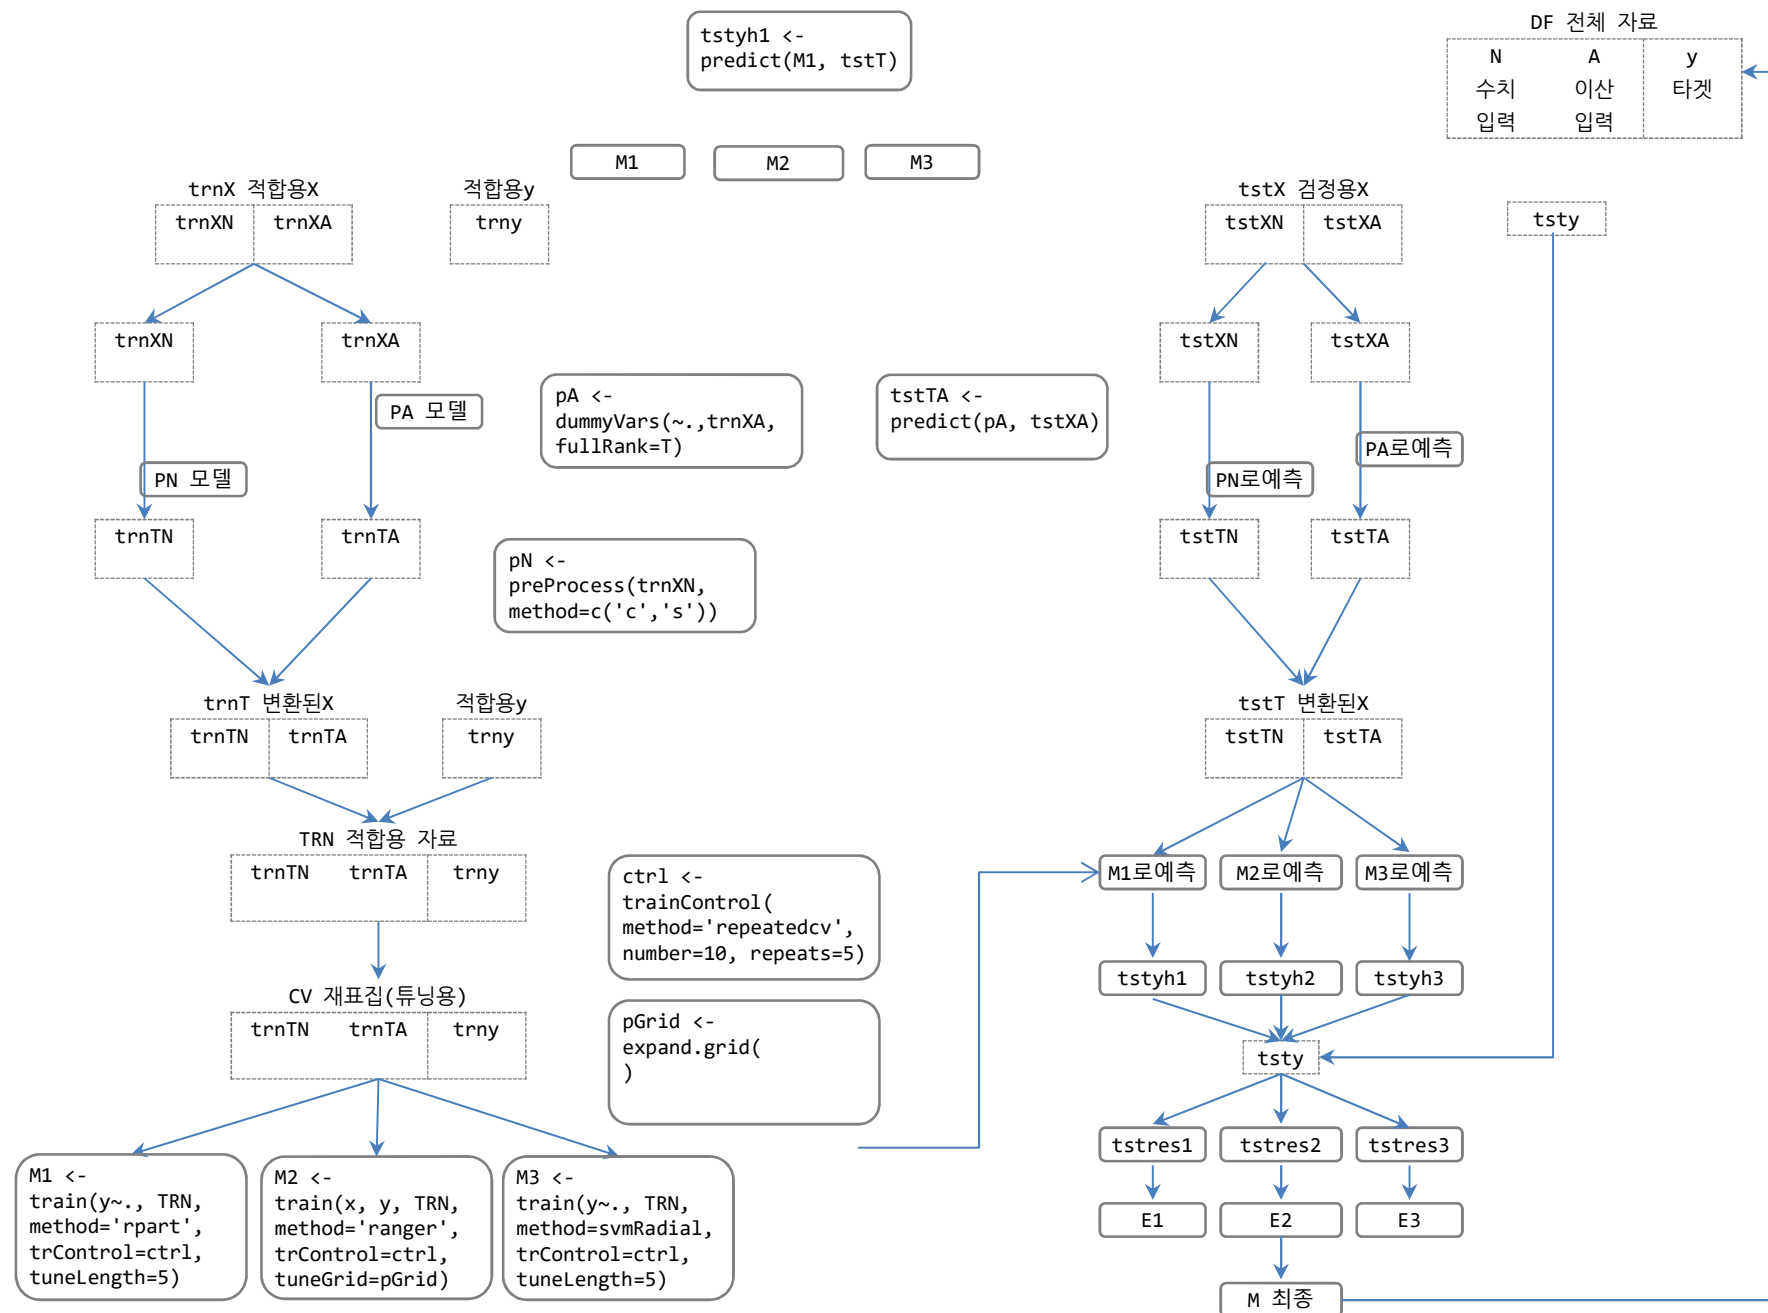 tstyh1 <-
predict(M1, tstT)
DF 전체 자료
N A y
수치 이산 타겟
입력 입력
M1 M2 M3
trnX 적합용X 적합용y
trnXN trnXA trny
tstX 검정용X
tstXN tstXA
tsty
trnXN trnXA
tstXN tstXA
PA 모델
PN 모델
pA <-
dummyVars(~.,trnXA,
fullRank=T)
tstTA <-
predict(pA, tstXA)
PA로예측
PN로예측
trnTN trnTA
pN <-
preProcess(trnXN,
method=c('c','s'))
tstTN tstTA
trnT 변환된X 적합용y
trnTN trnTA trny
tstT 변환된X
tstTN tstTA
TRN 적합용 자료
trnTN trnTA trny
ctrl <-
trainControl(
method='repeatedcv',
number=10, repeats=5)
M1로예측 M2로예측 M3로예측
tstyh1 tstyh2 tstyh3
CV 재표집(튜닝용)
trnTN trnTA trny
pGrid <-
expand.grid(
)
tsty
tstres1 tstres2 tstres3
E1 E2 E3
M 최종
M1 <-
train(y~., TRN,
method='rpart',
trControl=ctrl,
tuneLength=5)
M2 <-
train(x, y, TRN,
method='ranger',
trControl=ctrl,
tuneGrid=pGrid)
M3 <-
train(y~., TRN,
method=svmRadial,
trControl=ctrl,
tuneLength=5)